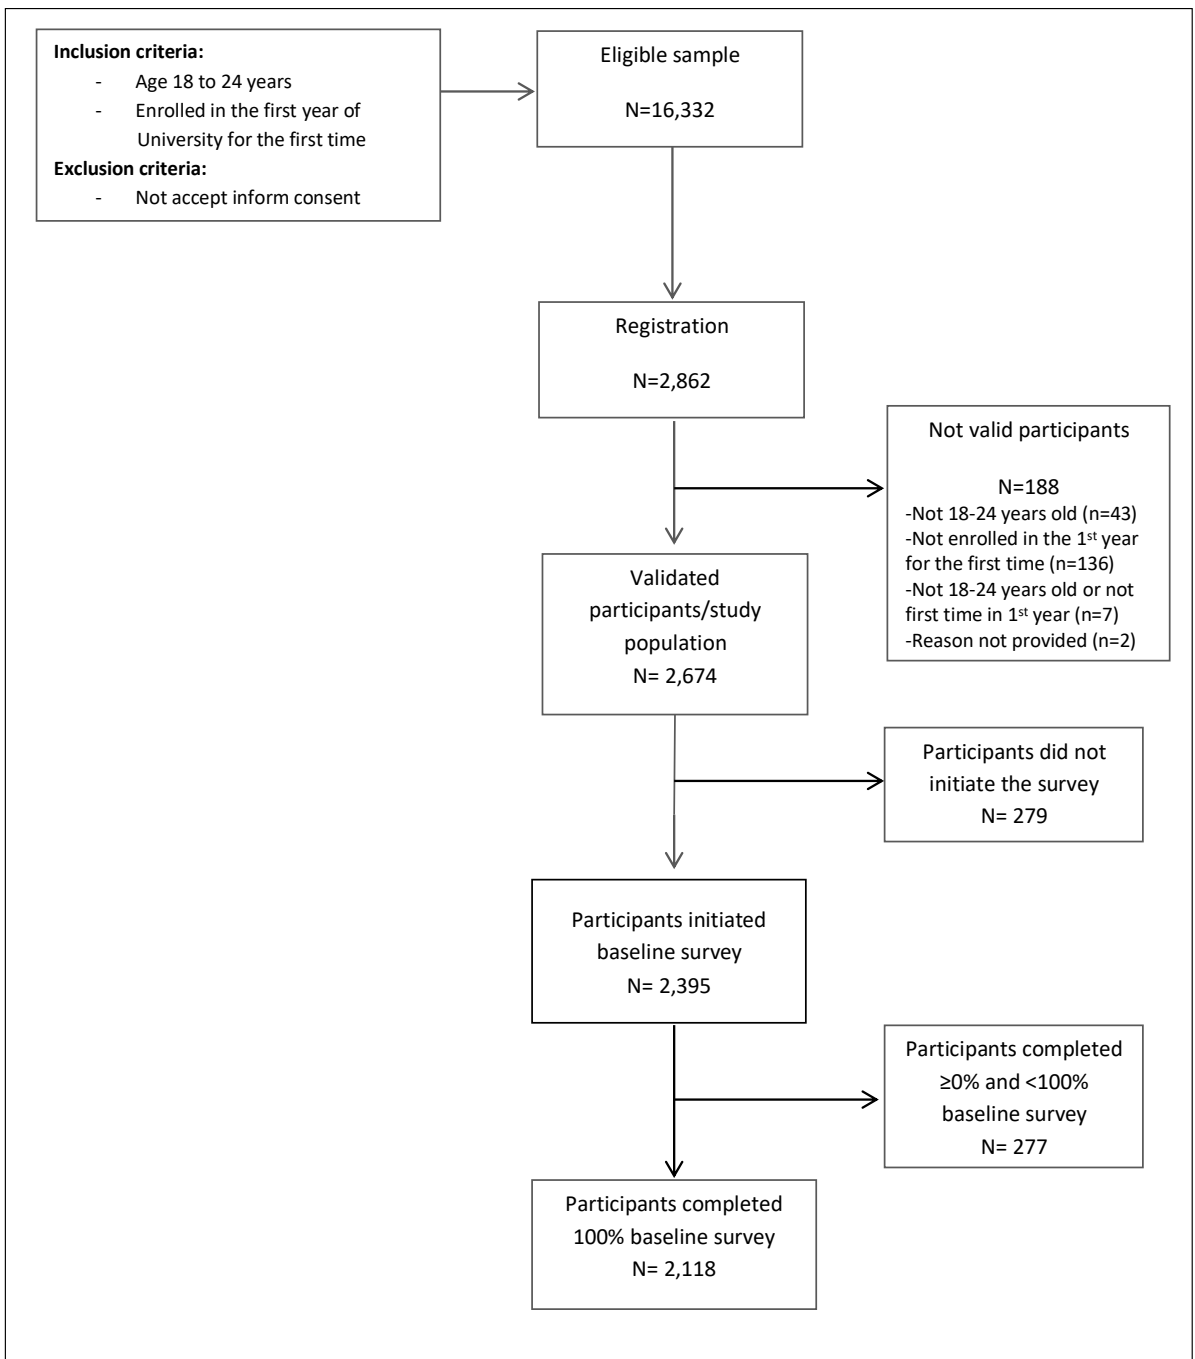 Inclusion criteria:
- Age 18 to 24 years
- Enrolled in the first year of
University for the first time
Exclusion criteria:
- Not accept inform consent
Eligible sample
N=16,332
Registration
N=2,862
Not valid participants
N=188
-Not 18-24 years old (n=43)
-Not enrolled in the 1st year
for the first time (n=136)
-Not 18-24 years old or not
first time in 1st year (n=7)
-Reason not provided (n=2)
Validated
participants/study
population
N= 2,674
Participants did not
initiate the survey
N= 279
Participants initiated
baseline survey
N= 2,395
Participants completed
≥0% and <100%
baseline survey
N= 277
Participants completed
100% baseline survey
N= 2,118